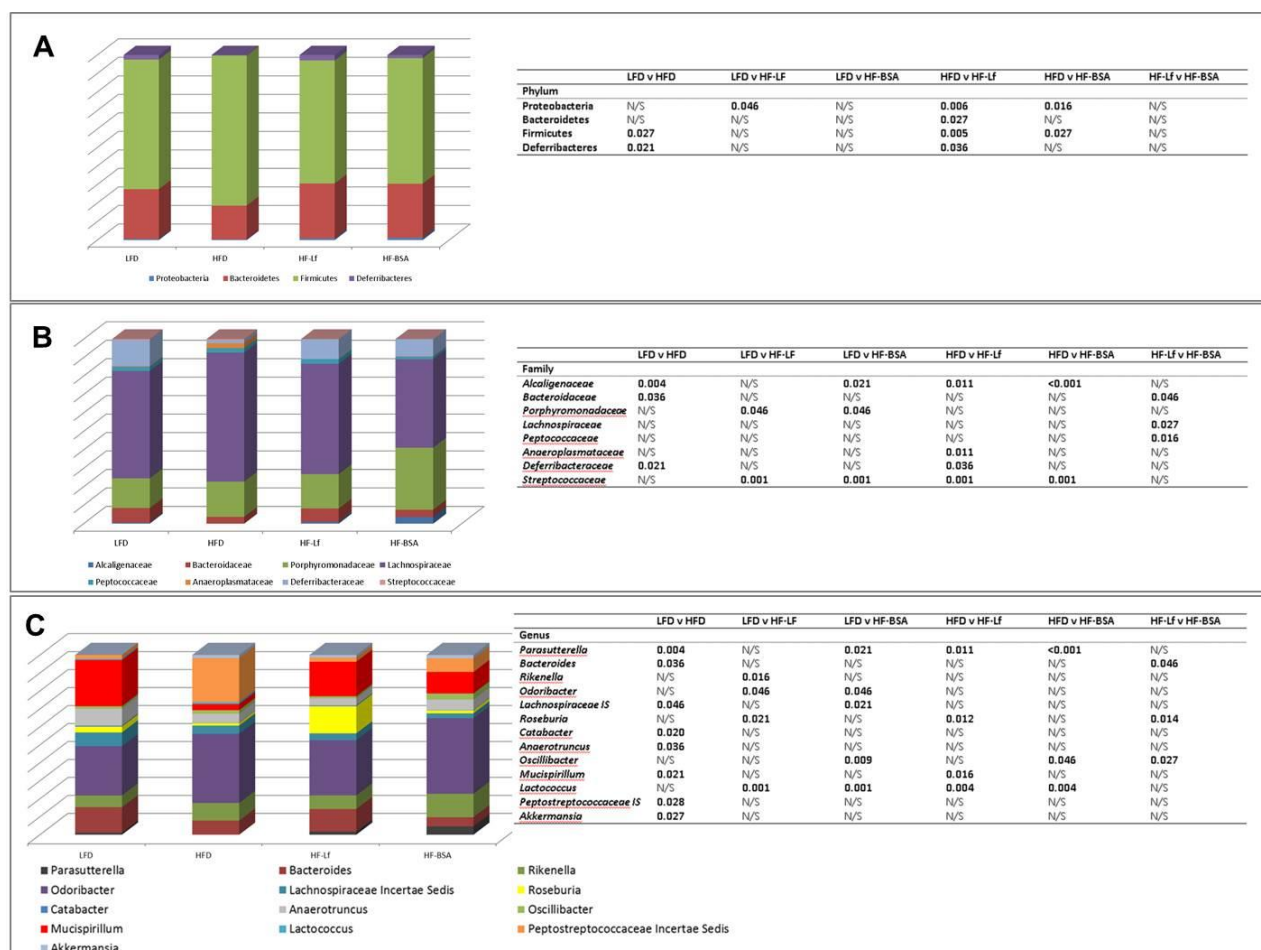 A
LFD v HFD LFD v HF-LF LFD v HF-BSA HFD v HF-Lf HFD v HF-BSA HF-Lf v HF-BSA
Phylum
Proteobacteria N/S 0.046 N/S 0.006 0.016 N/S
Bacteroidetes N/S N/S N/S 0.027 N/S N/S
Firmicutes 0.027 N/S N/S 0.005 0.027 N/S
Deferribacteres 0.021 N/S N/S 0.036 N/S N/S
LFD HFD HF-Lf HF-BSA
Proteobacteria Bacteroidetes Firmicutes Deferribacteres
B
LFD v HFD LFD v HF-LF LFD v HF-BSA HFD v HF-Lf HFD v HF-BSA HF-Lf v HF-BSA
Family
Alcaligenaceae 0.004 N/S 0.021 0.011 <0.001 N/S
Bacteroidaceae 0.036 N/S N/S N/S N/S 0.046
Porphyromonadaceae N/S 0.046 0.046 N/S N/S N/S
Lachnospiraceae N/S N/S N/S N/S N/S 0.027
Peptococcaceae N/S N/S N/S N/S N/S 0.016
Anaeroplasmataceae N/S N/S N/S 0.011 N/S N/S
Deferribacteraceae 0.021 N/S N/S 0.036 N/S N/S
Streptococcaceae N/S 0.001 0.001 0.001 0.001 N/S
LFD HFD HF-Lf HF-BSA
Alcaligenaceae Bacteroidaceae Porphyromonadaceae Lachnospiraceae
Peptococcaceae Anaeroplasmataceae Deferribacteraceae Streptococcaceae
C
LFD v HFD LFD v HF-LF LFD v HF-BSA HFD v HF-Lf HFD v HF-BSA HF-Lf v HF-BSA
Genus
Parasutterella 0.004 N/S 0.021 0.011 <0.001 N/S
Bacteroides 0.036 N/S N/S N/S N/S 0.046
Rikenella N/S 0.016 N/S N/S N/S N/S
Odoribacter N/S 0.046 0.046 N/S N/S N/S
Lachnospiraceae IS 0.046 N/S 0.021 N/S N/S N/S
Roseburia N/S 0.021 N/S 0.012 N/S 0.014
Catabacter 0.020 N/S N/S N/S N/S N/S
Anaerotruncus 0.036 N/S N/S N/S N/S N/S
Oscillibacter N/S N/S 0.009 N/S 0.046 0.027
Mucispirillum 0.021 N/S N/S 0.016 N/S N/S
Lactococcus N/S 0.001 0.001 0.004 0.004 N/S
Peptostreptococcaceae IS 0.028 N/S N/S N/S N/S N/S
Akkermansia 0.027 N/S N/S N/S N/S N/S
LFD HFD HF-Lf HF-BSA
Parasutterella Bacteroides Rikenella
Odoribacter Lachnospiraceae Incertae Sedis Roseburia
Catabacter Anaerotruncus Oscillibacter
Mucispirillum Lactococcus Peptostreptococcaceae Incertae Sedis
Akkermansia